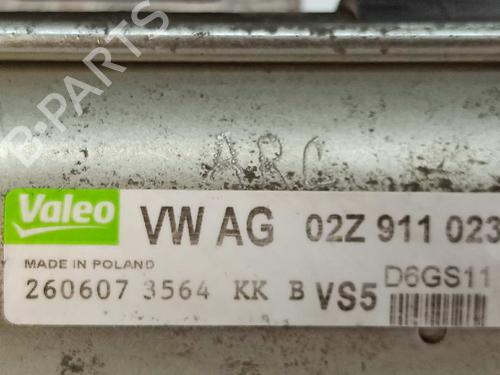 B-PARTS
ARC
Valeo VW AG 02Z 911 023
MADE IN POLAND
D6GS11
260607 3564 KK B VS5